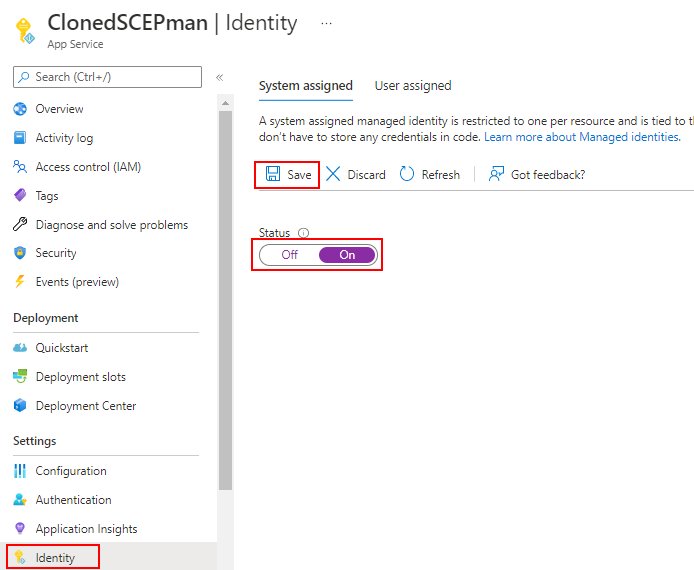 ClonedSCEPman | Identity ...
App Service
Search (Ctrl+/)
«
Overview
Activity log
Access control (IAM)
Tags
Diagnose and solve problems
Security
Events (preview)
Deployment
Quickstart
Deployment slots
Deployment Center
Settings
Configuration
Authentication
Application Insights
Identity
System assigned User assigned
A system assigned managed identity is restricted to one per resource and is tied to
don't have to store any credentials in code. Learn more about Managed identities.
Save Discard Refresh Got feedback?
Status
Off On